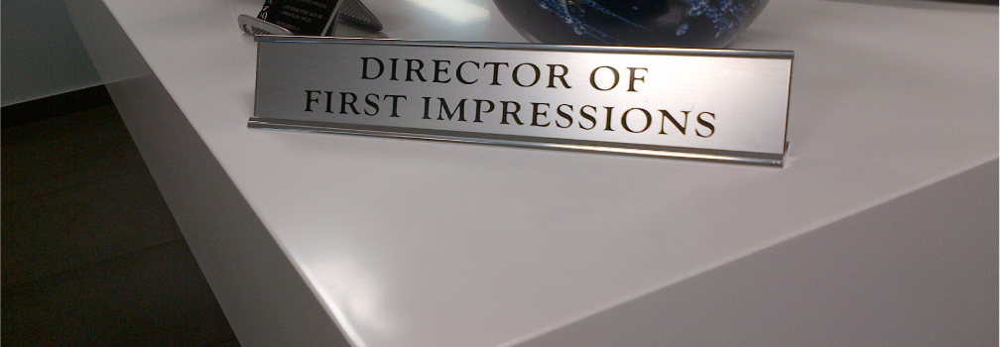 DIRECTOR OF
FIRST IMPRESSIONS